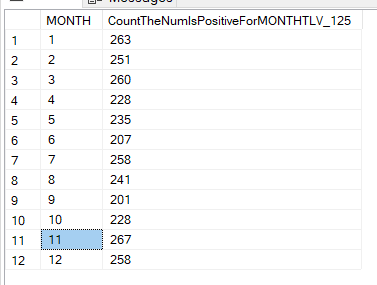 Messages
MONTH CountTheNumIsPositiveForMONTHTLV_125
1 1 263
2 2 251
3 3 260
4 4 228
5 5 235
6 6 207
7 7 258
8 8 241
9 9 201
10 10 228
11 11 267
12 12 258